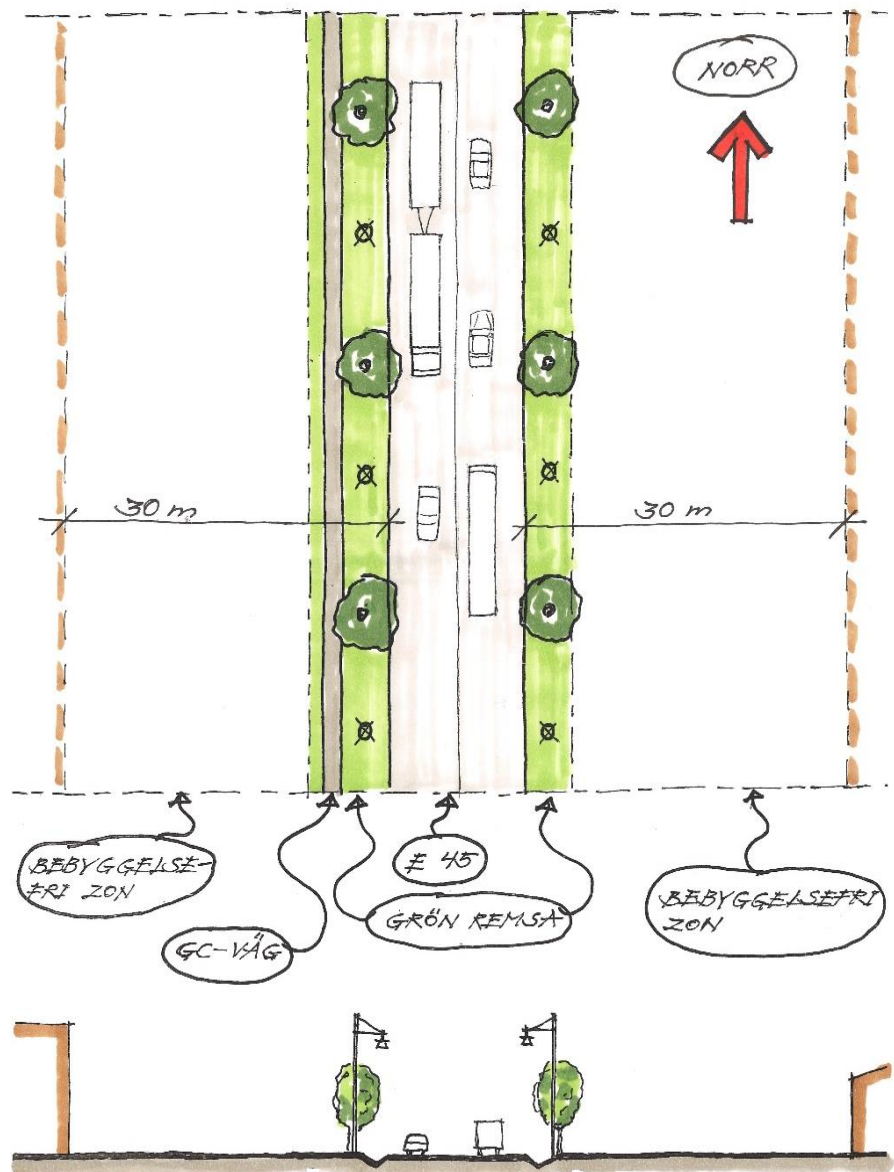 NORR
30 m
30 m
BEBYGGELSE-
FRI ZON
E 45
GRÖN REMSA
BEBYGGELSEFRI
ZON
GC-VÄG